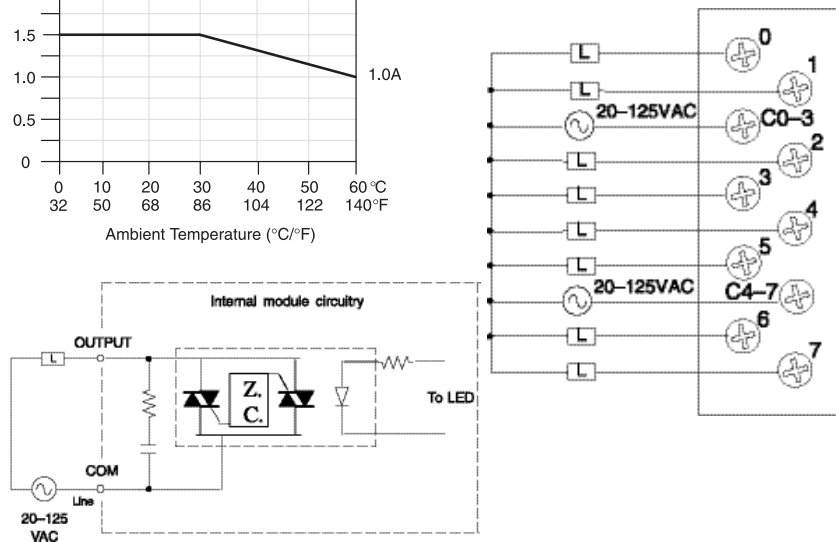 1.5
1.0
0.5
0
1.0A
0 10 20 30 40 50 60°C
32 50 68 86 104 122 140°F
Ambient Temperature (°C/°F)
Internal module circuitry
OUTPUT
L
Z.
C.
To LED
COM
Line
20–125
VAC
L 0
L 1
20–125VAC C0–3
L 2
L 3
L 4
L 5
20–125VAC C4–7
L 6
L 7